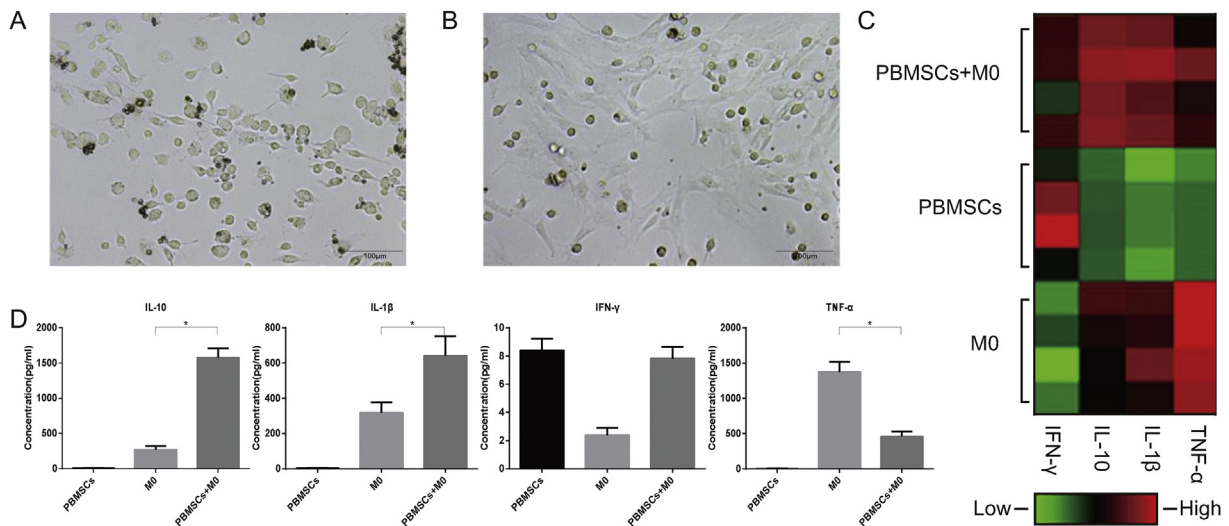 A
100μm
B
100μm
C
PBMSCs+M0
PBMSCs
M0
IFN-γ
IL-10
IL-1β
TNF-α
Low
High
D
IL-10
Concentration(pg/ml)
2000
1500
1000
500
0
*
PBMSCs
M0
PBMSCs+M0
IL-1β
Concentration(pg/ml)
800
600
400
200
0
*
PBMSCs
M0
PBMSCs+M0
IFN-γ
Concentration(pg/ml)
10
8
6
4
2
0
PBMSCs
M0
PBMSCs+M0
TNF-α
Concentration(pg/ml)
2000
1500
1000
500
0
*
PBMSCs
M0
PBMSCs+M0